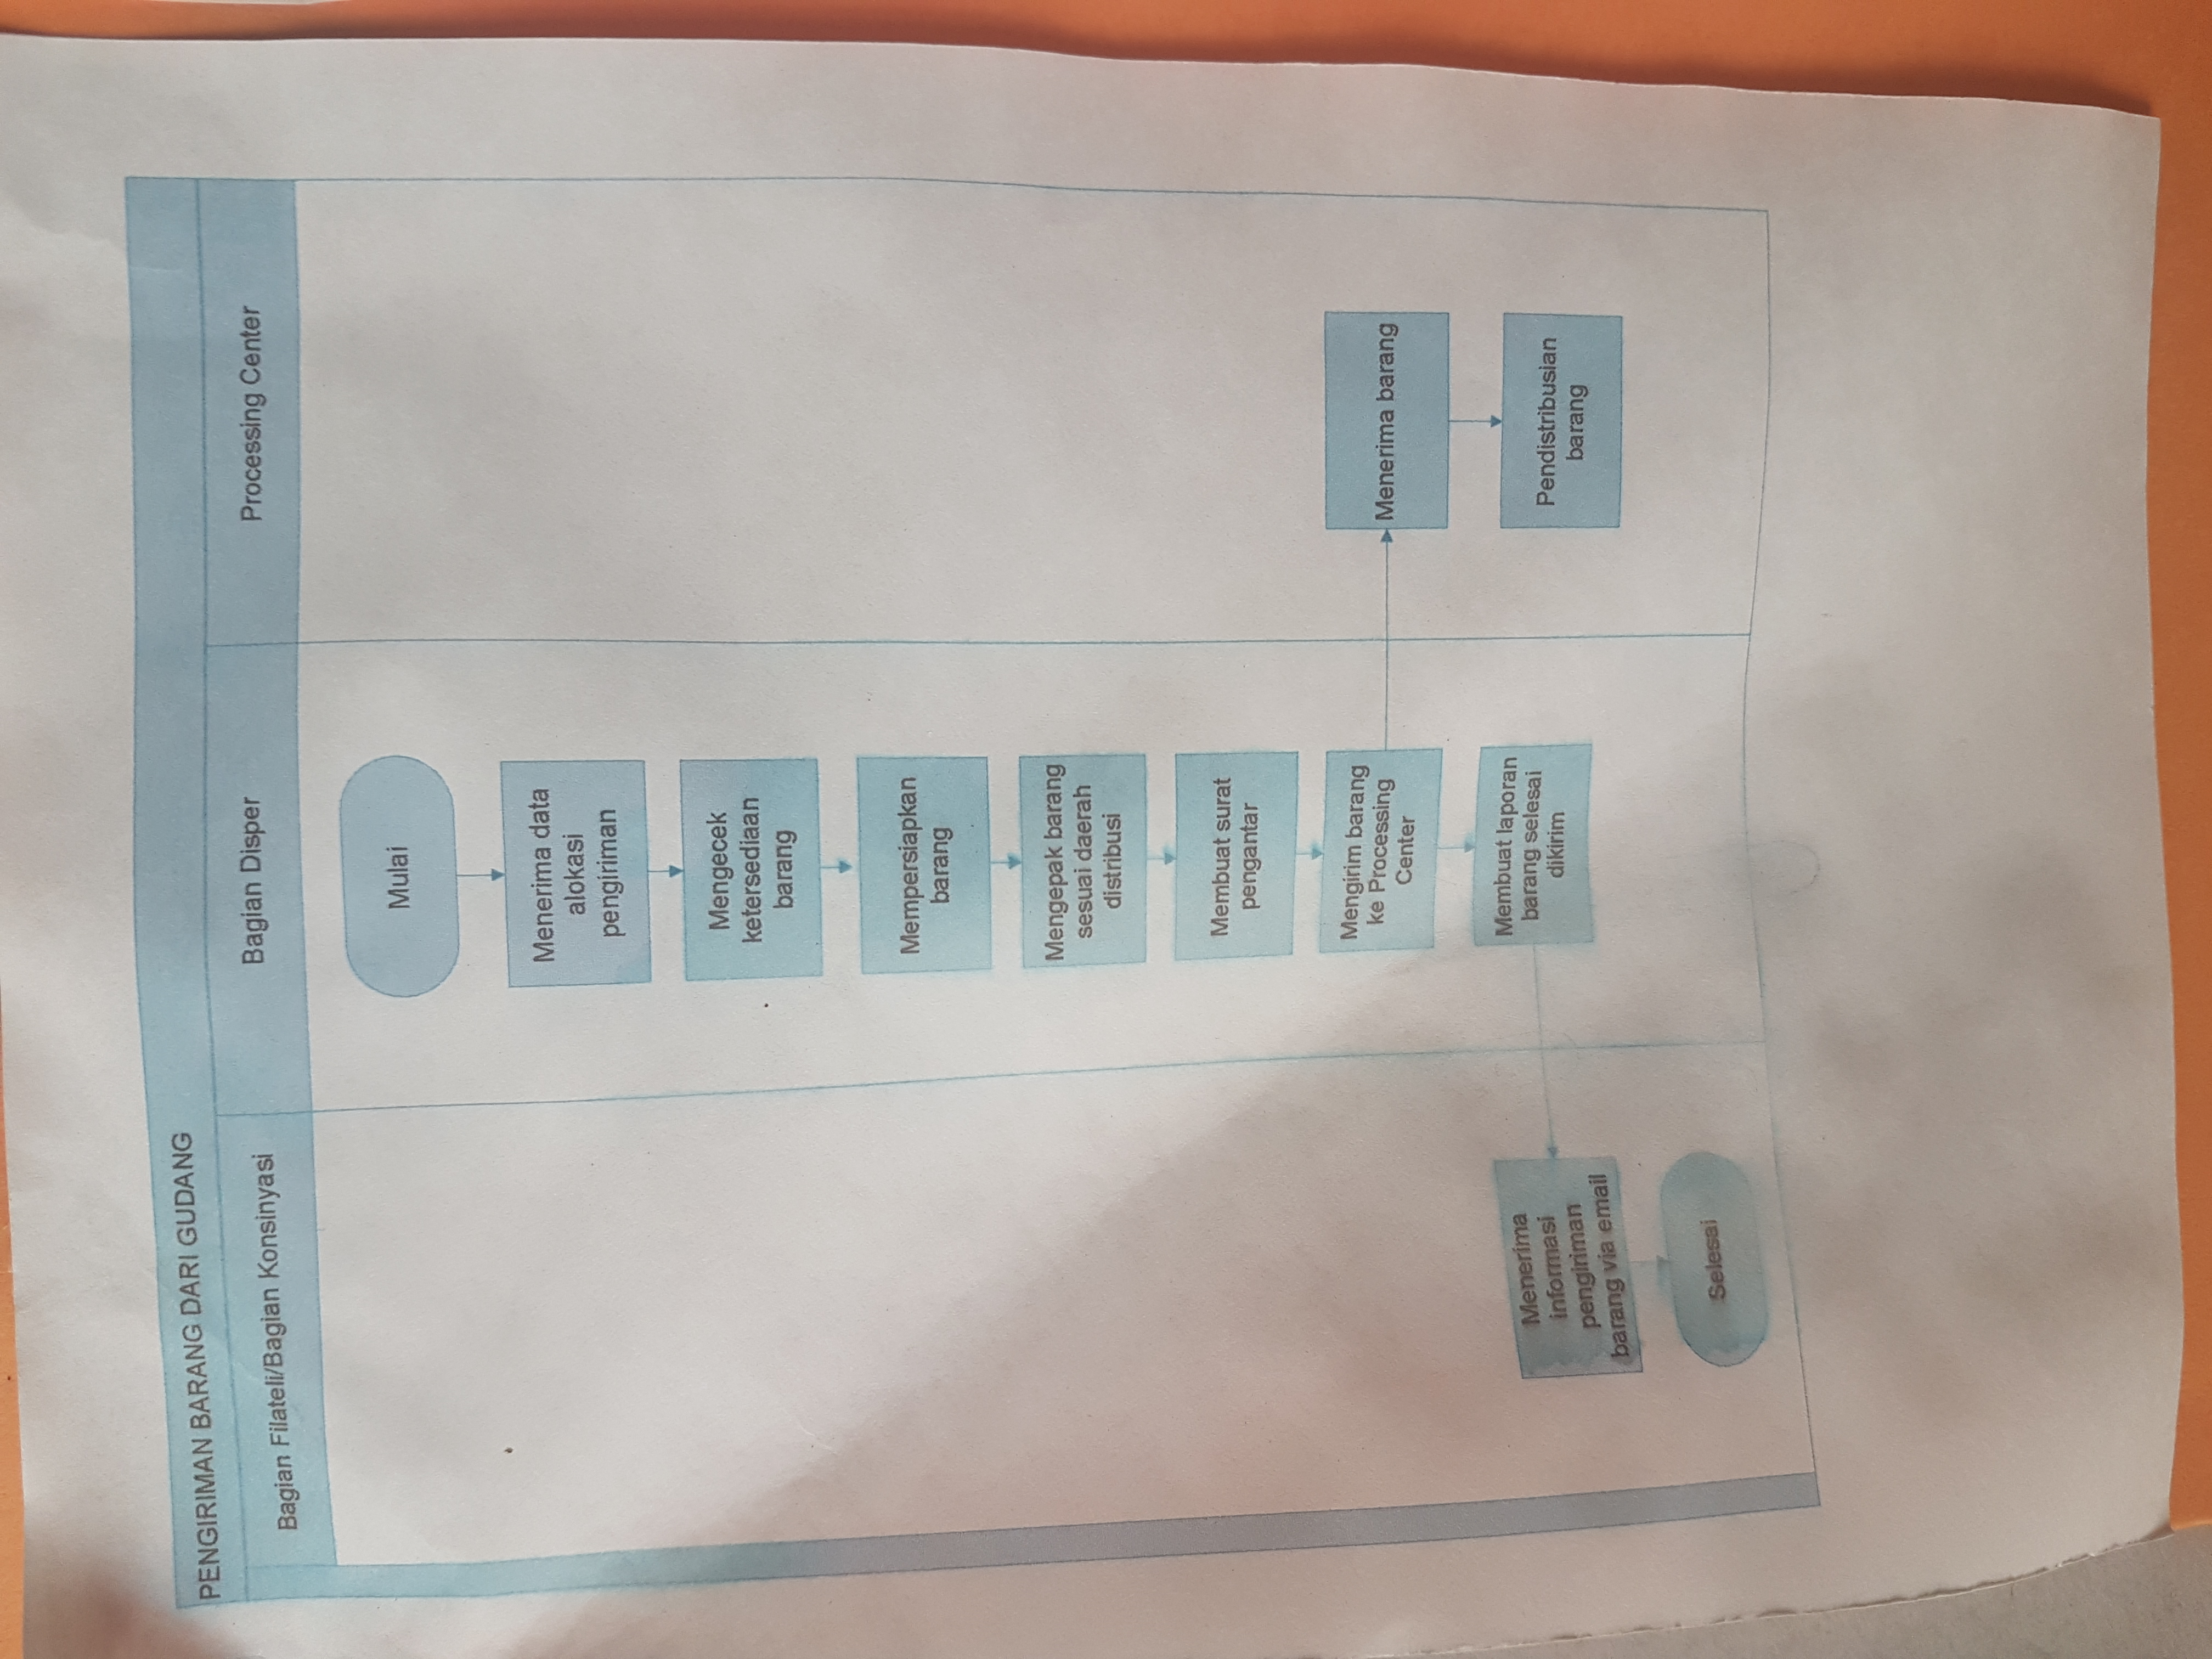 PENGIRIMAN BARANG DARI GUDANG
Bagian Filateli/Bagian Konsinyasi
Bagian Disper
Processing Center
Mulai
Menerima data
alokasi
pengiriman
Mengecek
ketersediaan
barang
Mempersiapkan
barang
Mengepak barang
sesuai daerah
distribusi
Membuat surat
pengantar
Mengirim barang
ke Processing
Center
Menerima barang
Membuat laporan
barang selesai
dikirim
Pendistribusian
barang
Menerima
informasi
pengiriman
barang via email
Selesai